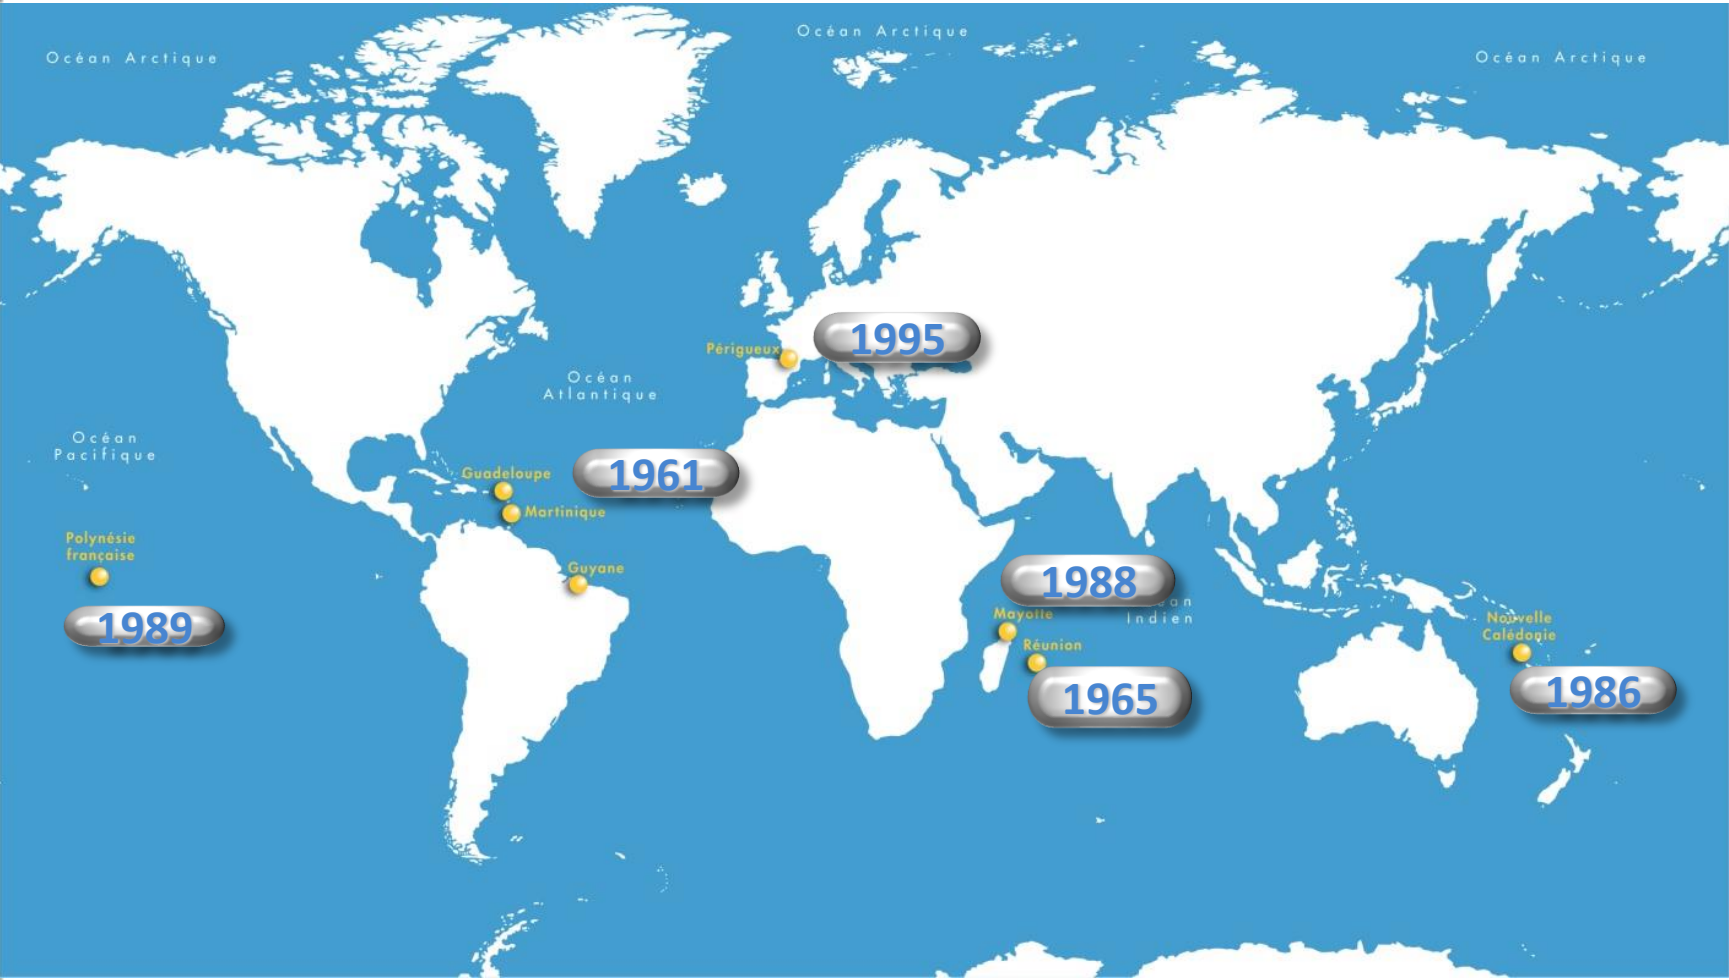 Océan Arctique
Océan Arctique
Océan Arctique
1995
Périgueux
Océan
Atlantique
Océan
Pacifique
Guadeloupe
1961
Martinique
Polynésie
française
Guyane
1988
1989
Mayotte
Indien
Réunion
1965
Nouvelle
Calédonie
1986